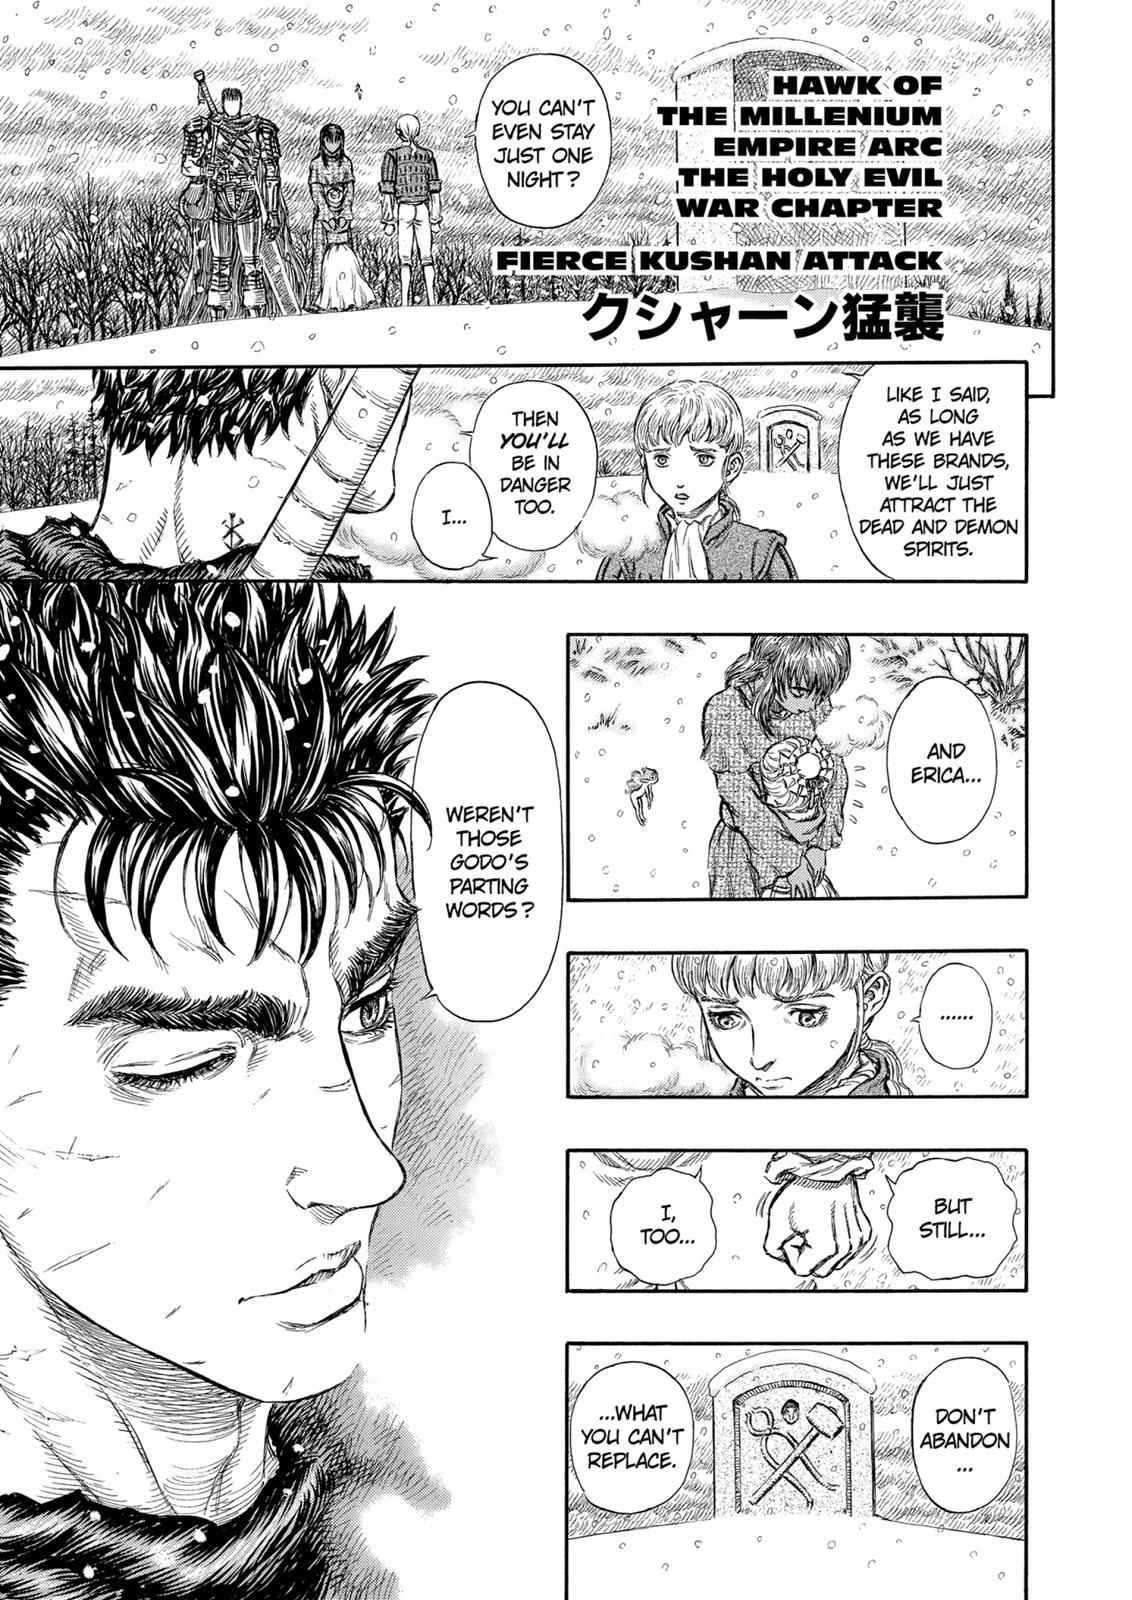 HAWK OF
THE MILLENIUM
EMPIRE ARC
THE HOLY EVIL
WAR CHAPTER
FIERCE KUSHAN ATTACK
クシャーン猛襲
YOU CAN'T
EVEN STAY
JUST ONE
NIGHT?
LIKE I SAID,
AS LONG
AS WE HAVE
THESE BRANDS,
WE'LL JUST
ATTRACT THE
DEAD AND DEMON
SPIRITS.
THEN
YOU'LL
BE IN
DANGER
TOO.
I...
AND
ERICA...
......
BUT
STILL...
I,
TOO...
DON'T
ABANDON
...
...WHAT
YOU CAN'T
REPLACE.
WEREN'T
THOSE
GODO'S
PARTING
WORDS?